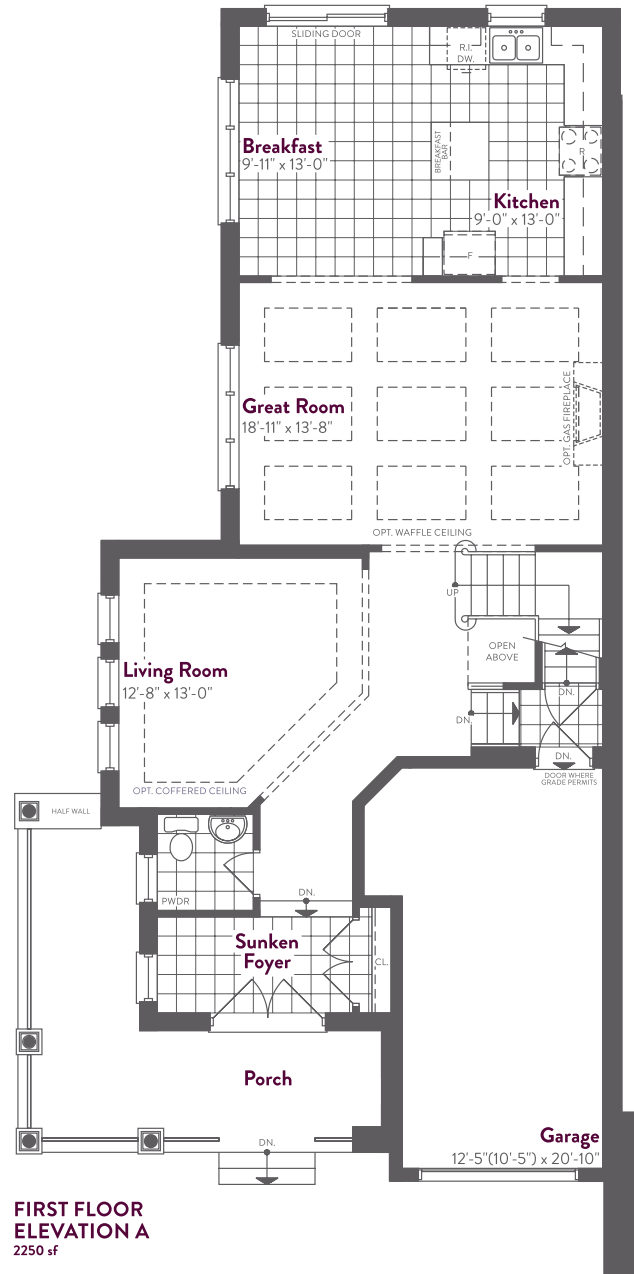 SLIDING DOOR
R.I.
DW.
BREAKFAST
BAR
R
Breakfast
9'-11" x 13'-0"
Kitchen
9'-0" x 13'-0"
F
Great Room
18'-11" x 13'-8"
OPT. GAS FIREPLACE
OPT. WAFFLE CEILING
UP
OPEN
ABOVE
Living Room
12'-8" x 13'-0"
DN.
DN.
DN.
DOOR WHERE
GRADE PERMITS
OPT. COFFERED CEILING
HALF WALL
PWDR
DN.
Sunken
Foyer
CL.
Porch
DN.
Garage
12'-5"(10'-5") x 20'-10"
FIRST FLOOR
ELEVATION A
2250 sf